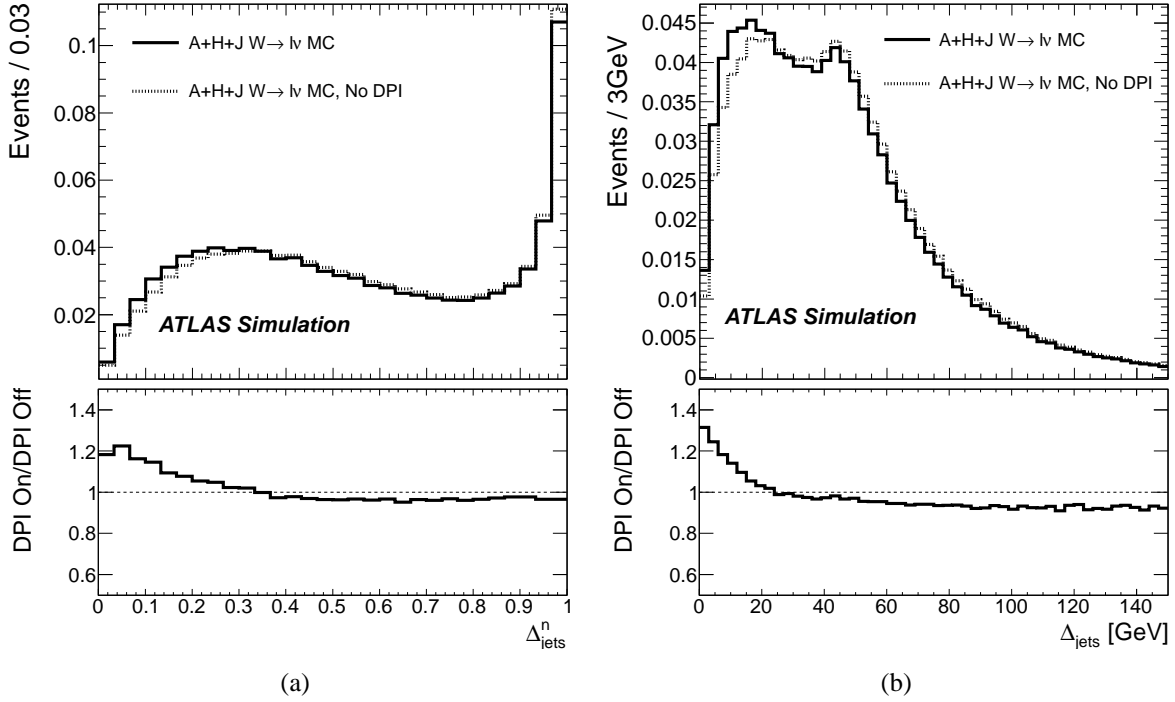 Events / 0.03
0.1
0.08
0.06
0.04
0.02
A+H+J W→ lν MC
A+H+J W→ lν MC, No DPI
ATLAS Simulation
DPI On/DPI Off
1.4
1.2
1
0.8
0.6
0 0.1 0.2 0.3 0.4 0.5 0.6 0.7 0.8 0.9 1
Δⁿjets
(a)
Events / 3GeV
0.045
0.04
0.035
0.03
0.025
0.02
0.015
0.01
0.005
0
A+H+J W→ lν MC
A+H+J W→ lν MC, No DPI
ATLAS Simulation
DPI On/DPI Off
1.4
1.2
1
0.8
0.6
0 20 40 60 80 100 120 140
Δjets [GeV]
(b)